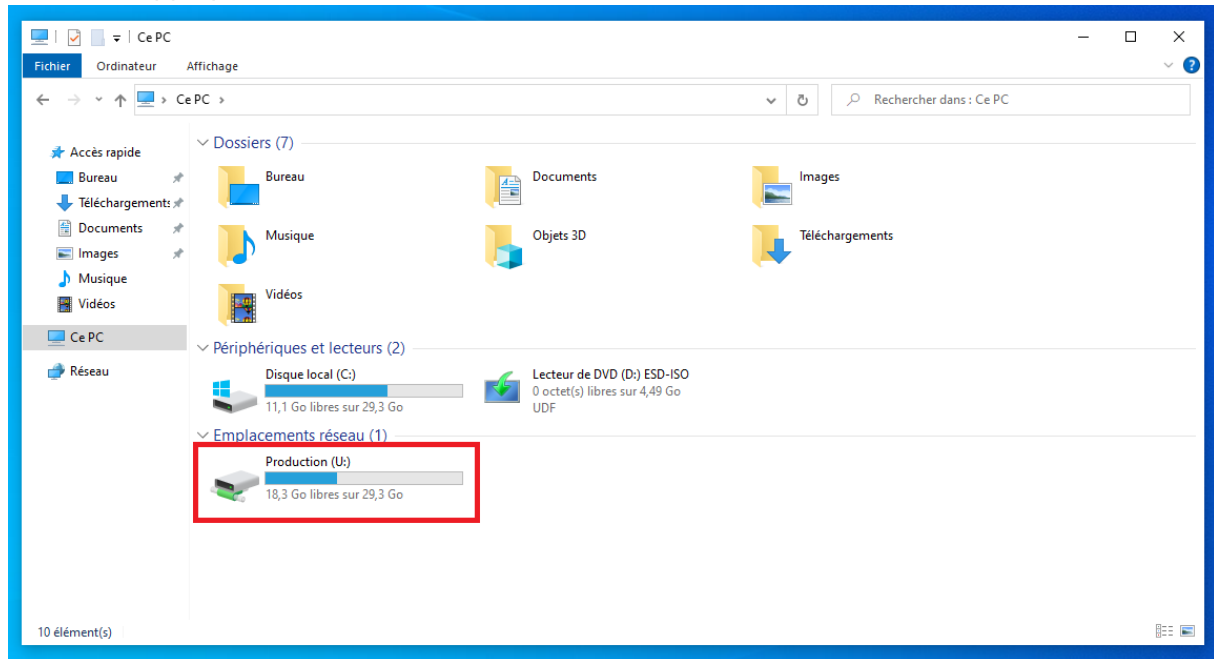 Ce PC
Fichier Ordinateur Affichage
Ce PC
Rechercher dans : Ce PC
Accès rapide
Bureau
Téléchargements
Documents
Images
Musique
Vidéos
Ce PC
Réseau
Dossiers (7)
Bureau
Documents
Images
Musique
Objets 3D
Téléchargements
Vidéos
Périphériques et lecteurs (2)
Disque local (C:)
11,1 Go libres sur 29,3 Go
Lecteur de DVD (D:) ESD-ISO
0 octet(s) libres sur 4,49 Go
UDF
Emplacements réseau (1)
Production (U:)
18,3 Go libres sur 29,3 Go
10 élément(s)